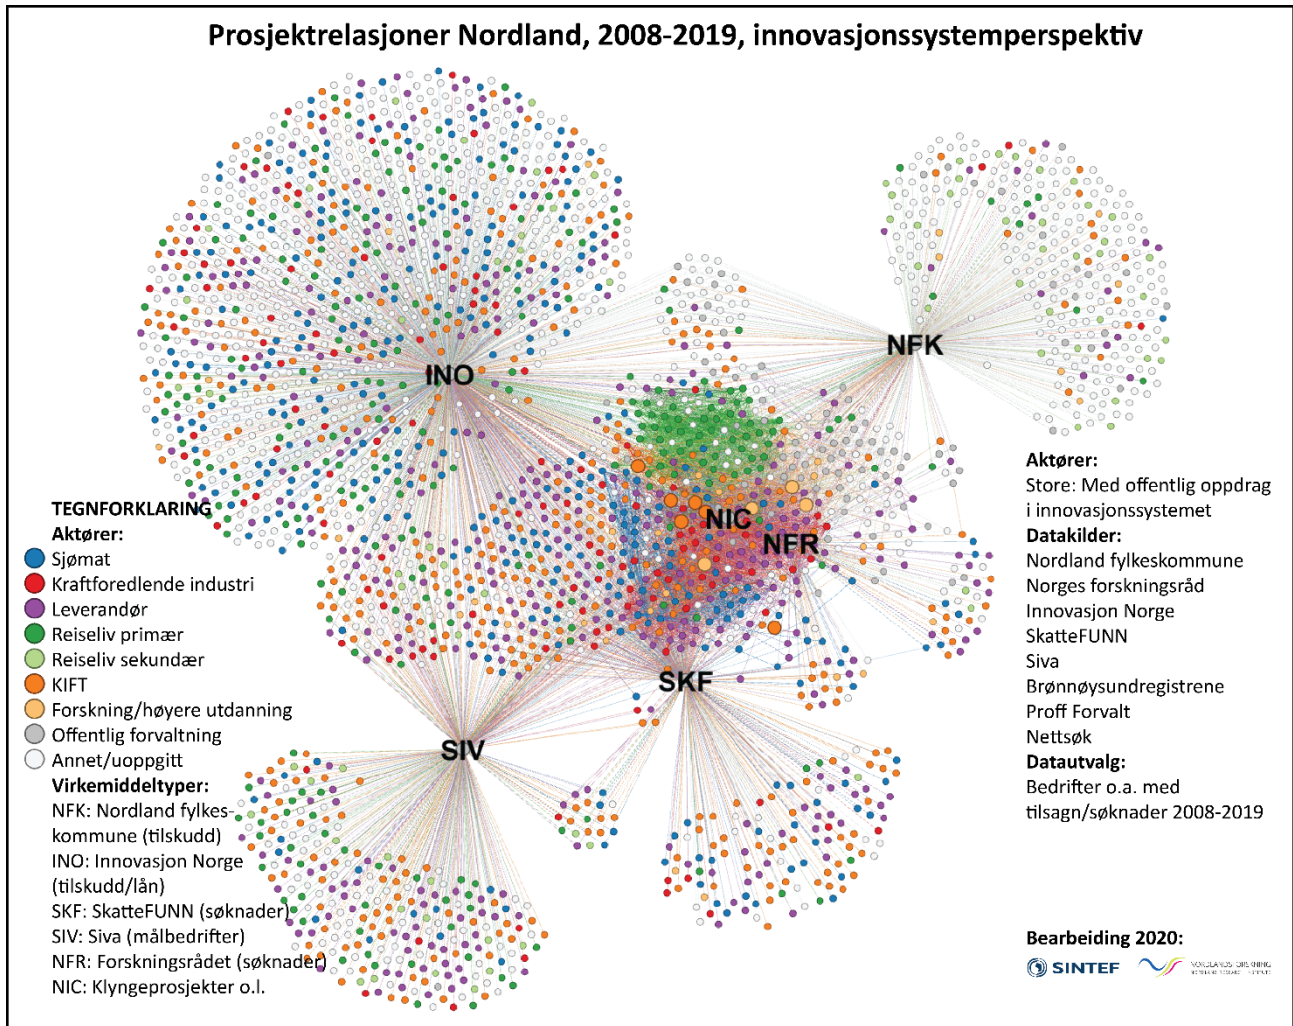 Prosjektrelasjoner Nordland, 2008-2019, innovasjonssystemperspektiv
INO
NFK
NIC
NFR
SKF
SIV
TEGNFORKLARING
Aktører:
Sjømat
Kraftforedlende industri
Leverandør
Reiseliv primær
Reiseliv sekundær
KIFT
Forskning/høyere utdanning
Offentlig forvaltning
Annet/uoppgitt
Virkemiddeltyper:
NFK: Nordland fylkes-
kommune (tilskudd)
INO: Innovasjon Norge
(tilskudd/lån)
SKF: SkatteFUNN (søknader)
SIV: Siva (målbedrifter)
NFR: Forskningsrådet (søknader)
NIC: Klyngeprosjekter o.l.
Aktører:
Store: Med offentlig oppdrag
i innovasjonssystemet
Datakilder:
Nordland fylkeskommune
Norges forskningsråd
Innovasjon Norge
SkatteFUNN
Siva
Brønnøysundregistrene
Proff Forvalt
Nettsøk
Datautvalg:
Bedrifter o.a. med
tilsagn/søknader 2008-2019
Bearbeiding 2020:
SINTEF
NORDLANDSFORSKNING